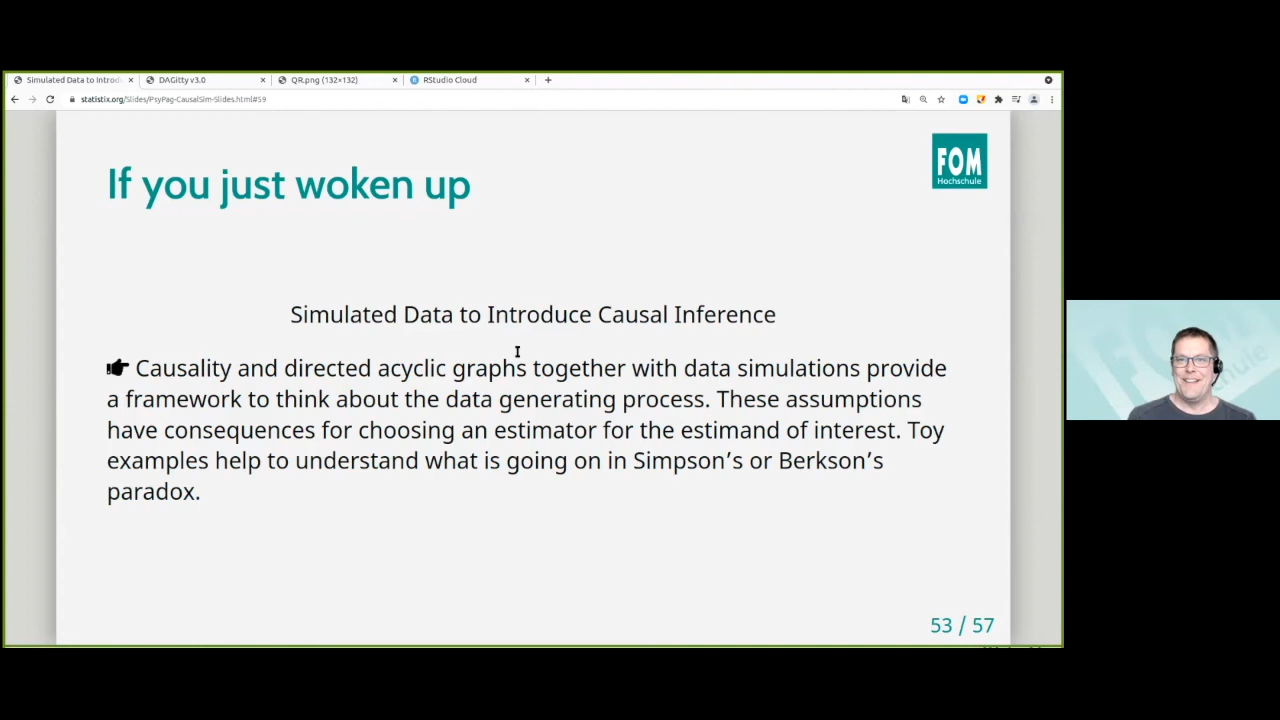 Simulated Data to Introdu
DAGitty v3.0
QR.png (132×132)
RStudio Cloud
statistix.org/Slides/PsyPag-CausalSim-Slides.html#59
If you just woken up
FOM
Hochschule
Simulated Data to Introduce Causal Inference
Causality and directed acyclic graphs together with data simulations provide
a framework to think about the data generating process. These assumptions
have consequences for choosing an estimator for the estimand of interest. Toy
examples help to understand what is going on in Simpson’s or Berkson’s
paradox.
53 / 57